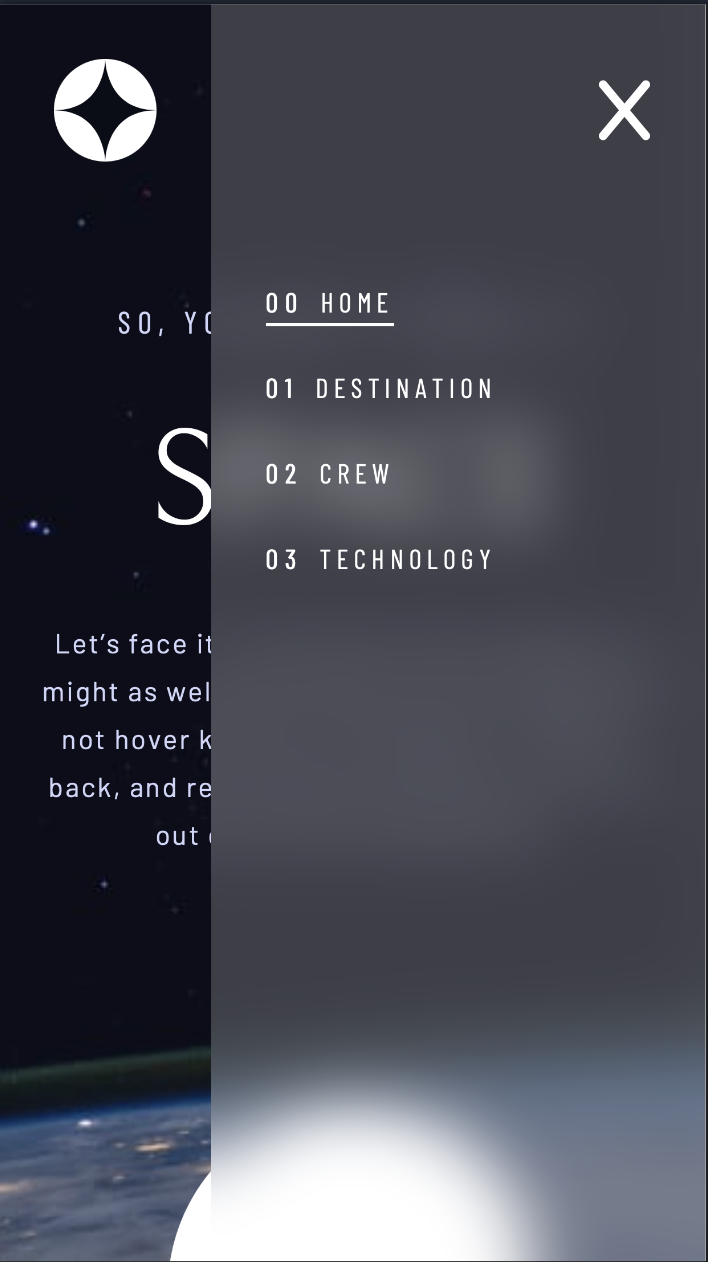 SO, YO
S
00 HOME
01 DESTINATION
02 CREW
03 TECHNOLOGY
Let’s face it
might as wel
not hover k
back, and re
out